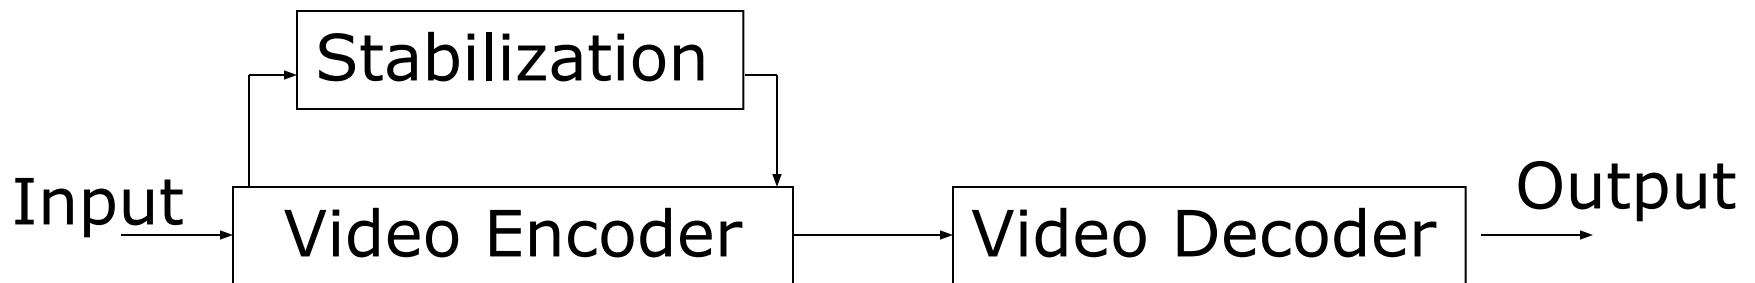 Stabilization
Input
Video Encoder
Video Decoder
Output